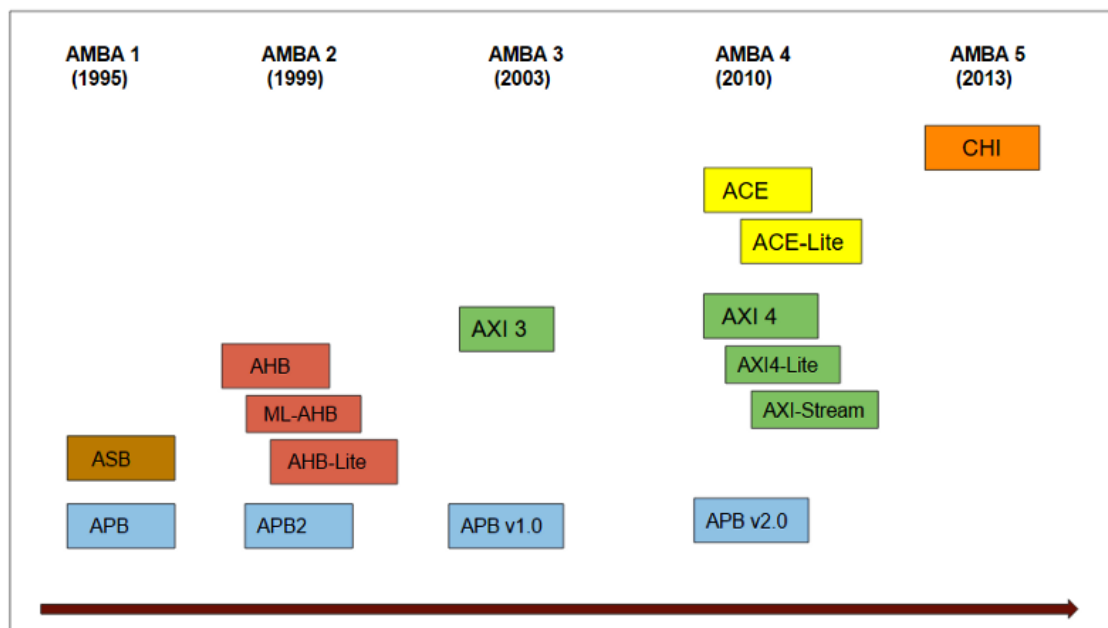 AMBA 1
(1995)
AMBA 2
(1999)
AMBA 3
(2003)
AMBA 4
(2010)
AMBA 5
(2013)
CHI
ACE
ACE-Lite
AXI 3
AXI 4
AXI4-Lite
AXI-Stream
AHB
ML-AHB
AHB-Lite
ASB
APB
APB2
APB v1.0
APB v2.0